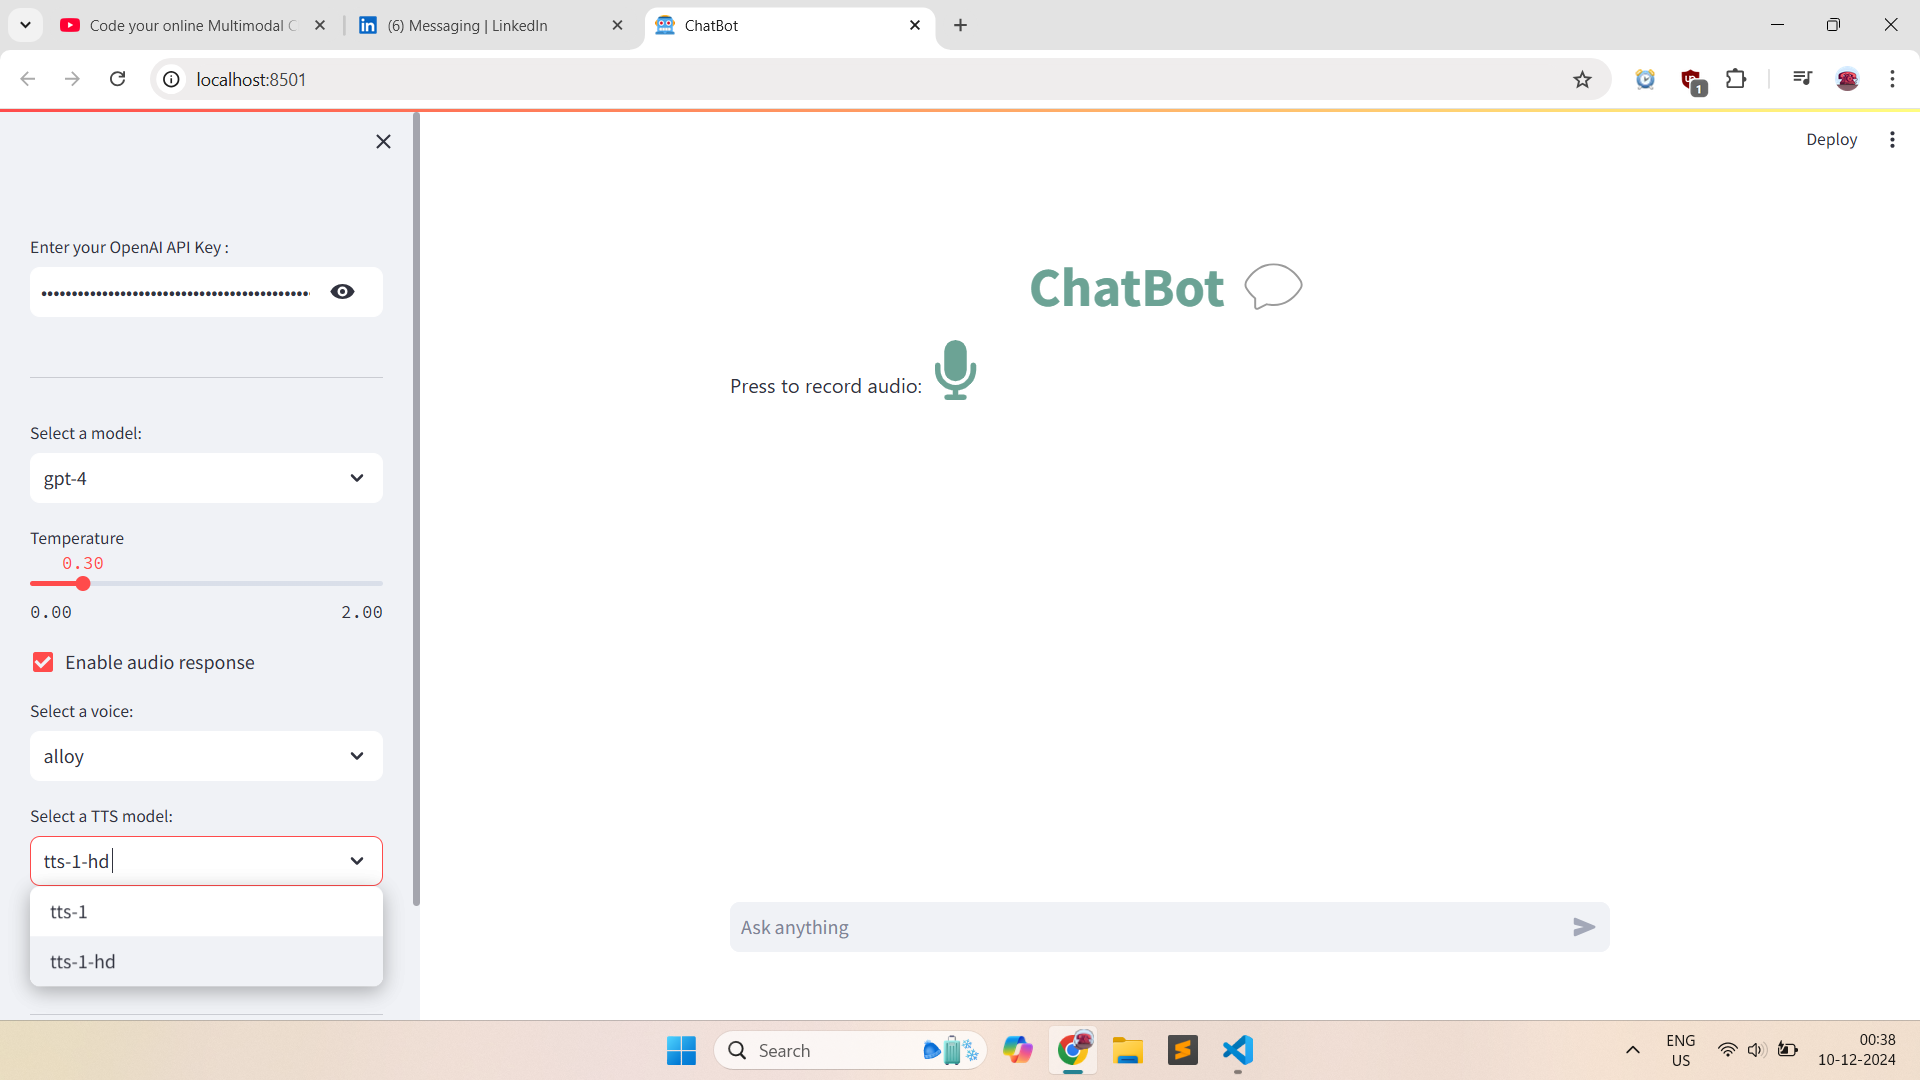 Code your online Multimodal C
(6) Messaging | LinkedIn
ChatBot
localhost:8501
1
Deploy
Enter your OpenAI API Key :
Select a model:
gpt-4
Temperature
0.30
0.00
2.00
Enable audio response
Select a voice:
alloy
Select a TTS model:
tts-1-hd
tts-1
tts-1-hd
ChatBot
Press to record audio:
Ask anything
Search
ENG
US
00:38
10-12-2024